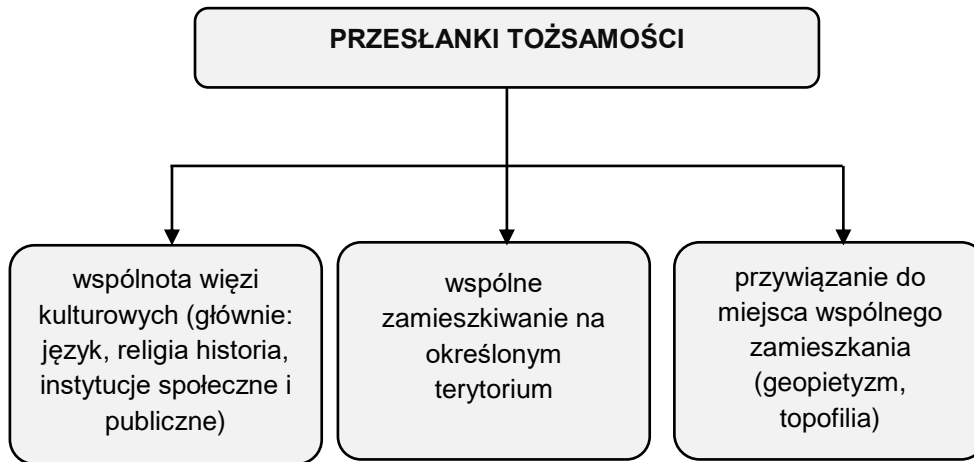 PRZESŁANKI TOŻSAMOŚCI
wspólnota więzi
kulturowych (głównie:
język, religia historia,
instytucje społeczne i
publiczne)
wspólne
zamieszkiwanie na
określonym
terytorium
przywiązanie do
miejsca wspólnego
zamieszkania
(geopietyzm,
topofilia)